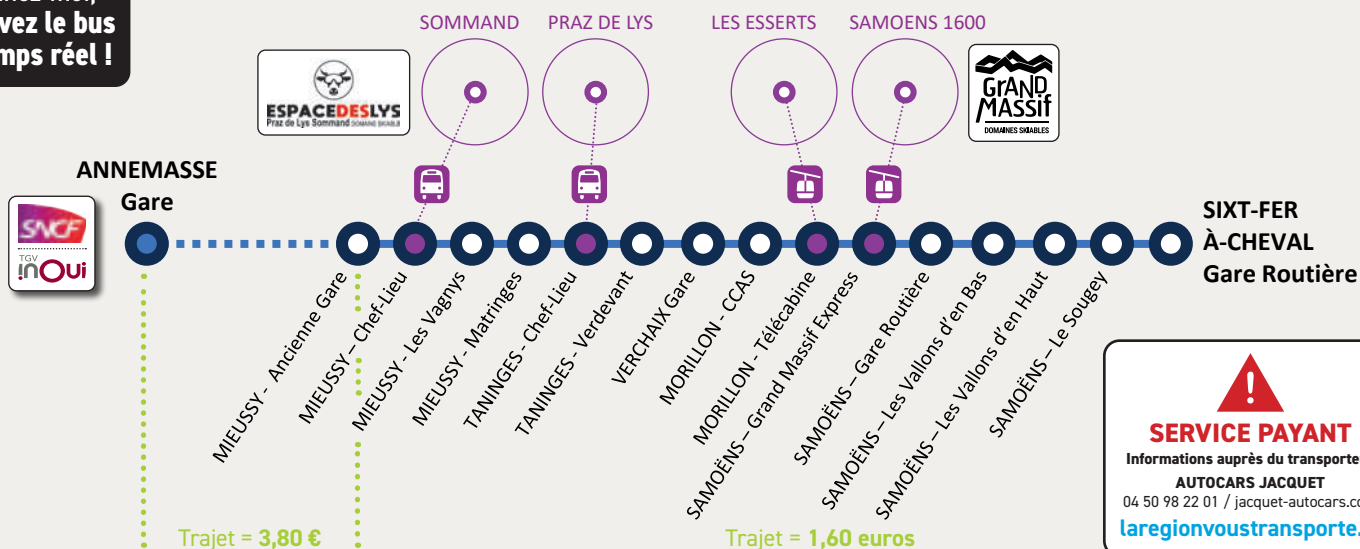 vez le bus
mps réel !
SOMMAND
PRAZ DE LYS
LES ESSERTS
SAMOENS 1600
ESPACEDESLYS
Praz de Lys Sommand DOMAINE SKIABLE
GRAND
MASSIF
DOMAINES SKIABLES
ANNEMASSE
Gare
SNCF
TGV
inOui
SIXT-FER
À-CHEVAL
Gare Routière
MIEUSSY - Ancienne Gare
MIEUSSY – Chef-Lieu
MIEUSSY - Les Vagnys
MIEUSSY - Matringes
TANINGES - Chef-Lieu
TANINGES - Verdevant
VERCHAIX Gare
MORILLON - CCAS
MORILLON - Télécabine
SAMOËNS – Grand Massif Express
SAMOËNS – Gare Routière
SAMOËNS – Les Vallons d'en Bas
SAMOËNS – Les Vallons d'en Haut
SAMOËNS – Le Sougey
SERVICE PAYANT
Informations auprès du transporte
AUTOCARS JACQUET
04 50 98 22 01 / jacquet-autocars.co
laregionvoustransporte.
Trajet = 3,80 €
Trajet = 1,60 euros